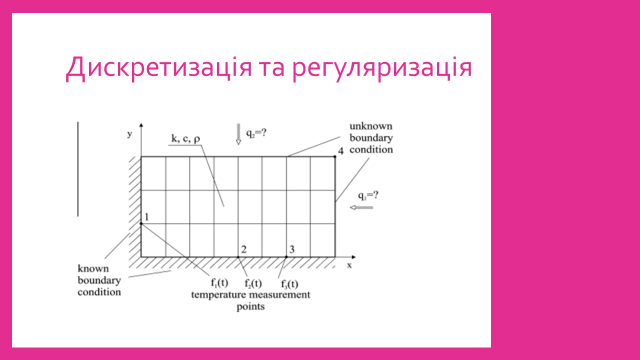 Дискретизація та регуляризація
y
k, c, ρ
q₂=?
unknown
boundary
condition
4
q₁=?
1
2
3
x
known
boundary
condition
f₁(t) f₂(t) f₃(t)
temperature measurement
points